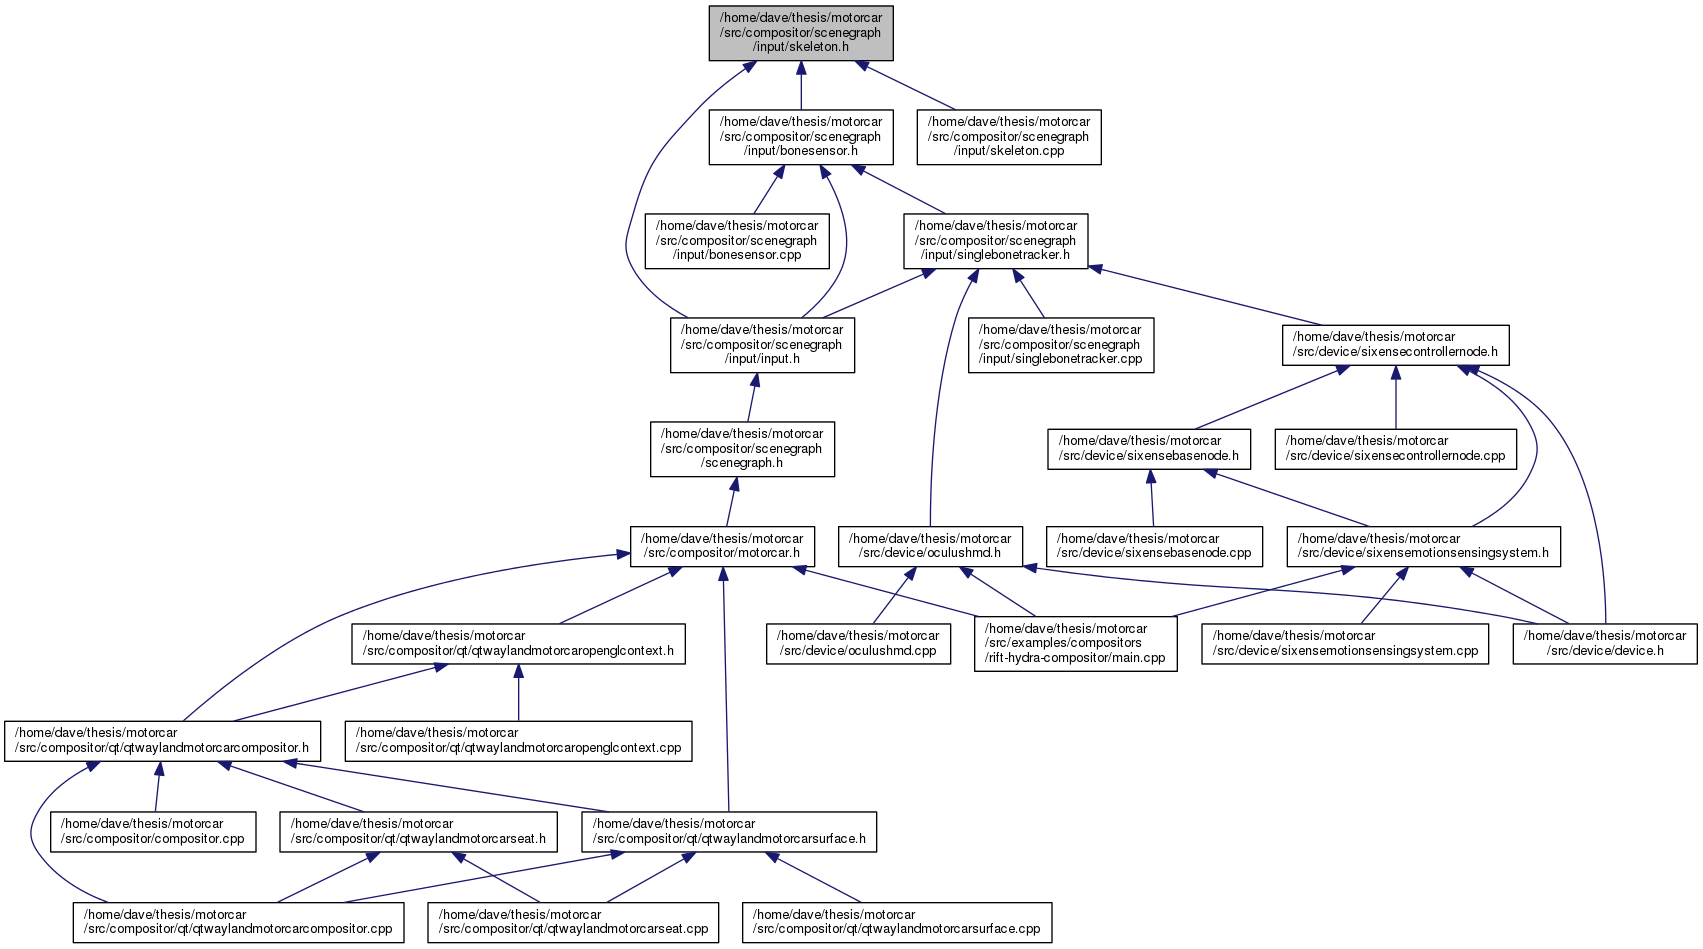 /home/dave/thesis/motorcar
/src/compositor/scenegraph
/input/skeleton.h
/home/dave/thesis/motorcar
/src/compositor/scenegraph
/input/bonesensor.h
/home/dave/thesis/motorcar
/src/compositor/scenegraph
/input/skeleton.cpp
/home/dave/thesis/motorcar
/src/compositor/scenegraph
/input/bonesensor.cpp
/home/dave/thesis/motorcar
/src/compositor/scenegraph
/input/singlebonetracker.h
/home/dave/thesis/motorcar
/src/compositor/scenegraph
/input/input.h
/home/dave/thesis/motorcar
/src/compositor/scenegraph
/input/singlebonetracker.cpp
/home/dave/thesis/motorcar
/src/device/sixensecontrollernode.h
/home/dave/thesis/motorcar
/src/compositor/scenegraph
/scenegraph.h
/home/dave/thesis/motorcar
/src/device/sixensebasenode.h
/home/dave/thesis/motorcar
/src/device/sixensecontrollernode.cpp
/home/dave/thesis/motorcar
/src/compositor/motorcar.h
/home/dave/thesis/motorcar
/src/device/oculushmd.h
/home/dave/thesis/motorcar
/src/device/sixensebasenode.cpp
/home/dave/thesis/motorcar
/src/device/sixensemotionsensingsystem.h
/home/dave/thesis/motorcar
/src/compositor/qt/qtwaylandmotorcaropenglcontext.h
/home/dave/thesis/motorcar
/src/device/oculushmd.cpp
/home/dave/thesis/motorcar
/src/examples/compositors
/rift-hydra-compositor/main.cpp
/home/dave/thesis/motorcar
/src/device/sixensemotionsensingsystem.cpp
/home/dave/thesis/motorcar
/src/device/device.h
/home/dave/thesis/motorcar
/src/compositor/qt/qtwaylandmotorcarcompositor.h
/home/dave/thesis/motorcar
/src/compositor/qt/qtwaylandmotorcaropenglcontext.cpp
/home/dave/thesis/motorcar
/src/compositor/compositor.cpp
/home/dave/thesis/motorcar
/src/compositor/qt/qtwaylandmotorcarseat.h
/home/dave/thesis/motorcar
/src/compositor/qt/qtwaylandmotorcarsurface.h
/home/dave/thesis/motorcar
/src/compositor/qt/qtwaylandmotorcarcompositor.cpp
/home/dave/thesis/motorcar
/src/compositor/qt/qtwaylandmotorcarseat.cpp
/home/dave/thesis/motorcar
/src/compositor/qt/qtwaylandmotorcarsurface.cpp